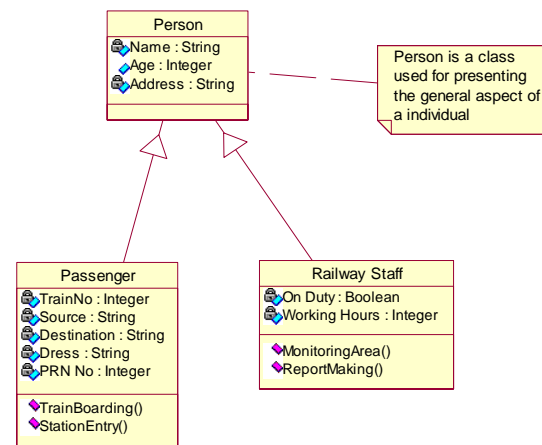 Person
Name : String
Age : Integer
Address : String
Person is a class
used for presenting
the general aspect of
a individual
Passenger
TrainNo : Integer
Source : String
Destination : String
Dress : String
PRN No : Integer
TrainBoarding()
StationEntry()
Railway Staff
On Duty : Boolean
Working Hours : Integer
MonitoringArea()
ReportMaking()